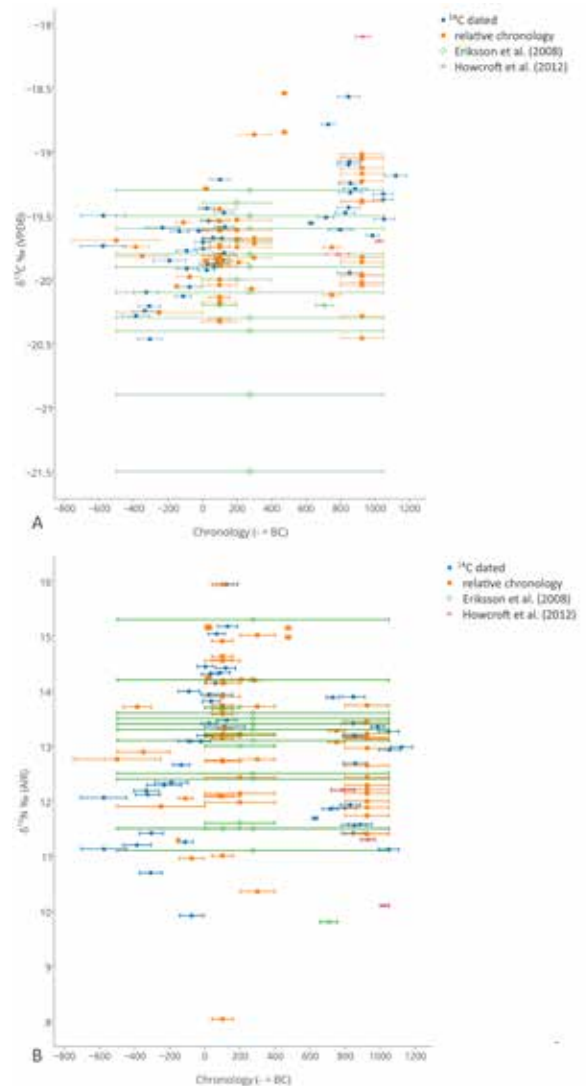 −18
−18.5
−19
−19.5
−20
−20.5
−21
−21.5
δ¹³C ‰ (VPDB)
−800 −600 −400 −200 0 200 400 600 800 1000 1200
Chronology (- = BC)
A
¹⁴C dated
relative chronology
Eriksson et al. (2008)
Howcroft et al. (2012)
16
15
14
13
12
11
10
9
8
δ¹⁵N ‰ (AIR)
−800 −600 −400 −200 0 200 400 600 800 1000 1200
Chronology (- = BC)
B
¹⁴C dated
relative chronology
Eriksson et al. (2008)
Howcroft et al. (2012)